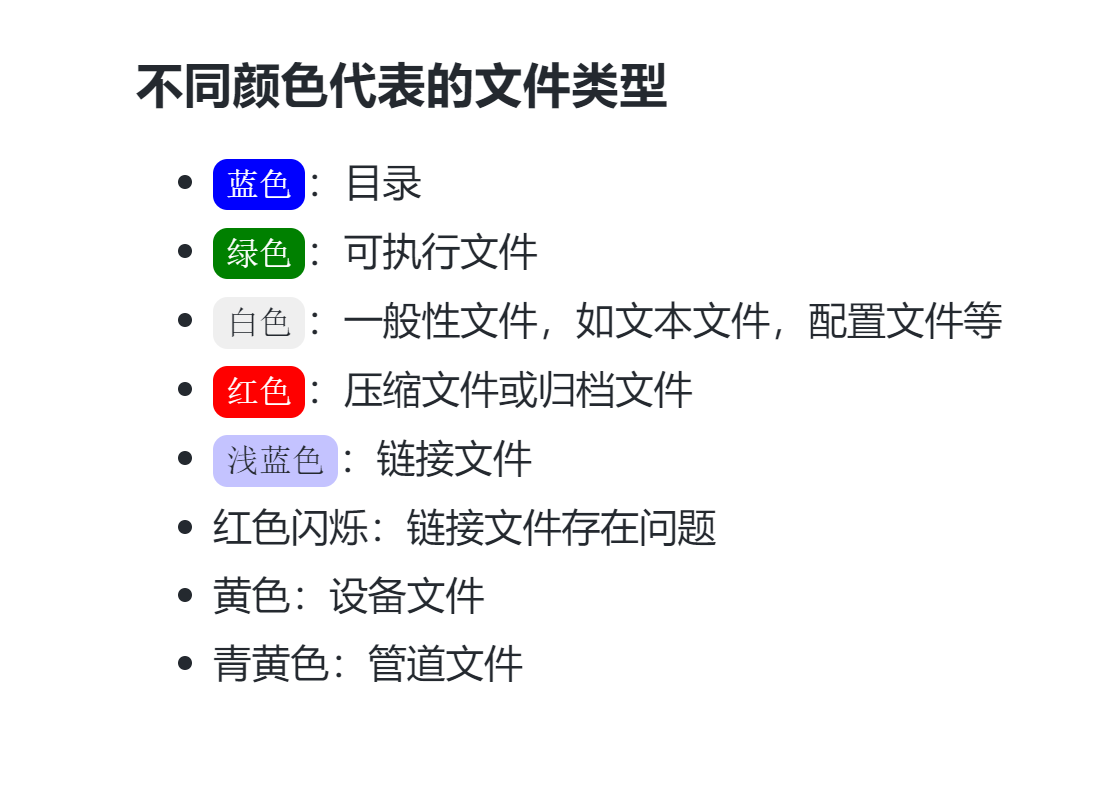 不同颜色代表的文件类型
蓝色：目录
绿色：可执行文件
白色：一般性文件，如文本文件，配置文件等
红色：压缩文件或归档文件
浅蓝色：链接文件
红色闪烁：链接文件存在问题
黄色：设备文件
青黄色：管道文件